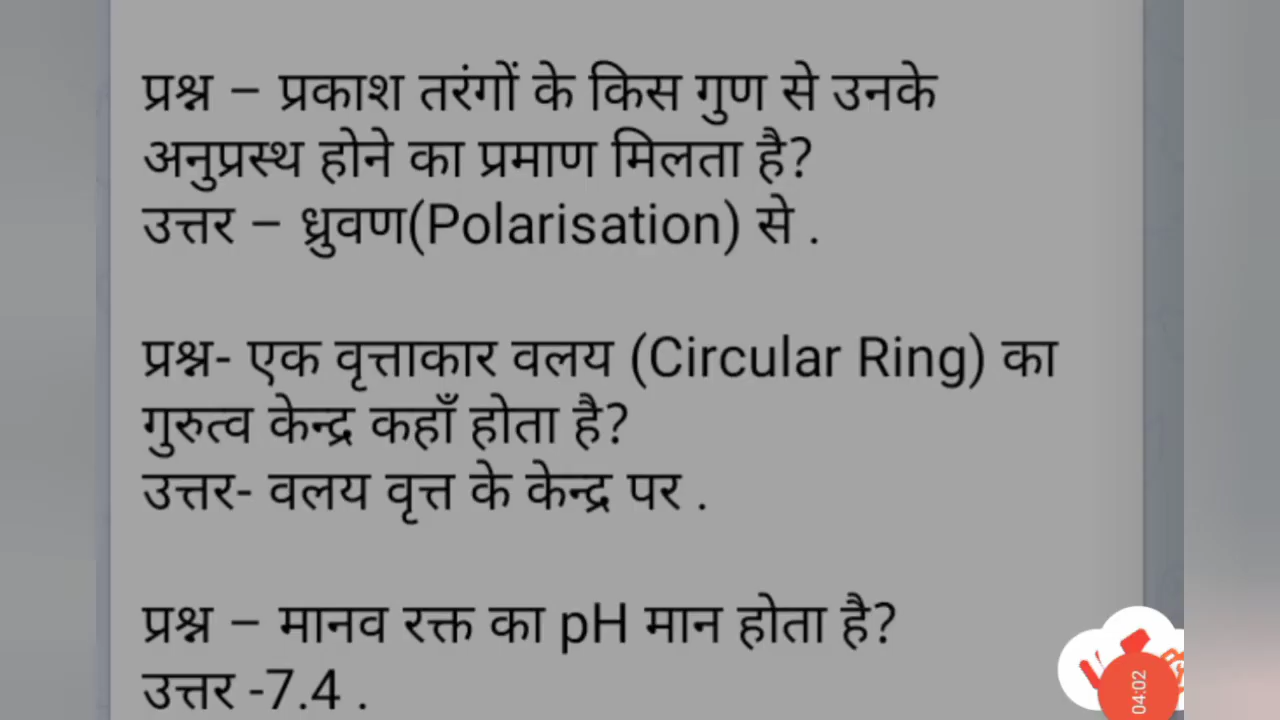 प्रश्न – प्रकाश तरंगों के किस गुण से उनके
अनुप्रस्थ होने का प्रमाण मिलता है?
उत्तर – ध्रुवण(Polarisation) से .
प्रश्न- एक वृत्ताकार वलय (Circular Ring) का
गुरुत्व केन्द्र कहाँ होता है?
उत्तर- वलय वृत्त के केन्द्र पर .
प्रश्न – मानव रक्त का pH मान होता है?
उत्तर -7.4 .
04:02